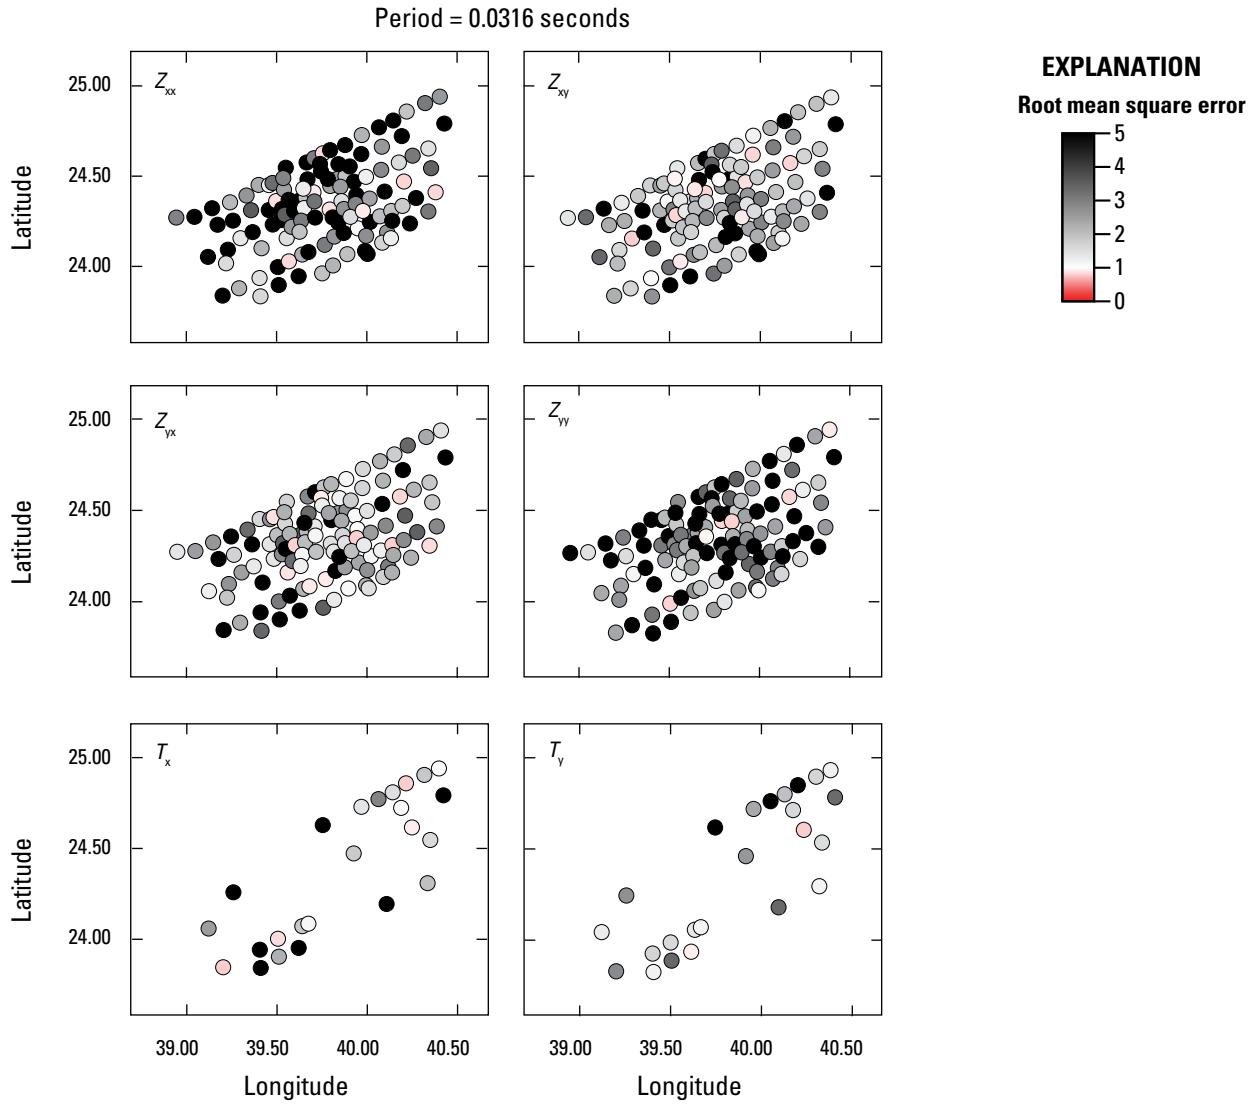 Period = 0.0316 seconds
Zxx
Zxy
EXPLANATION
Root mean square error
5
4
3
2
1
0
Latitude
25.00
24.50
24.00
Zyx
Zyy
Latitude
25.00
24.50
24.00
Tx
Ty
Latitude
25.00
24.50
24.00
39.00 39.50 40.00 40.50
39.00 39.50 40.00 40.50
Longitude
Longitude